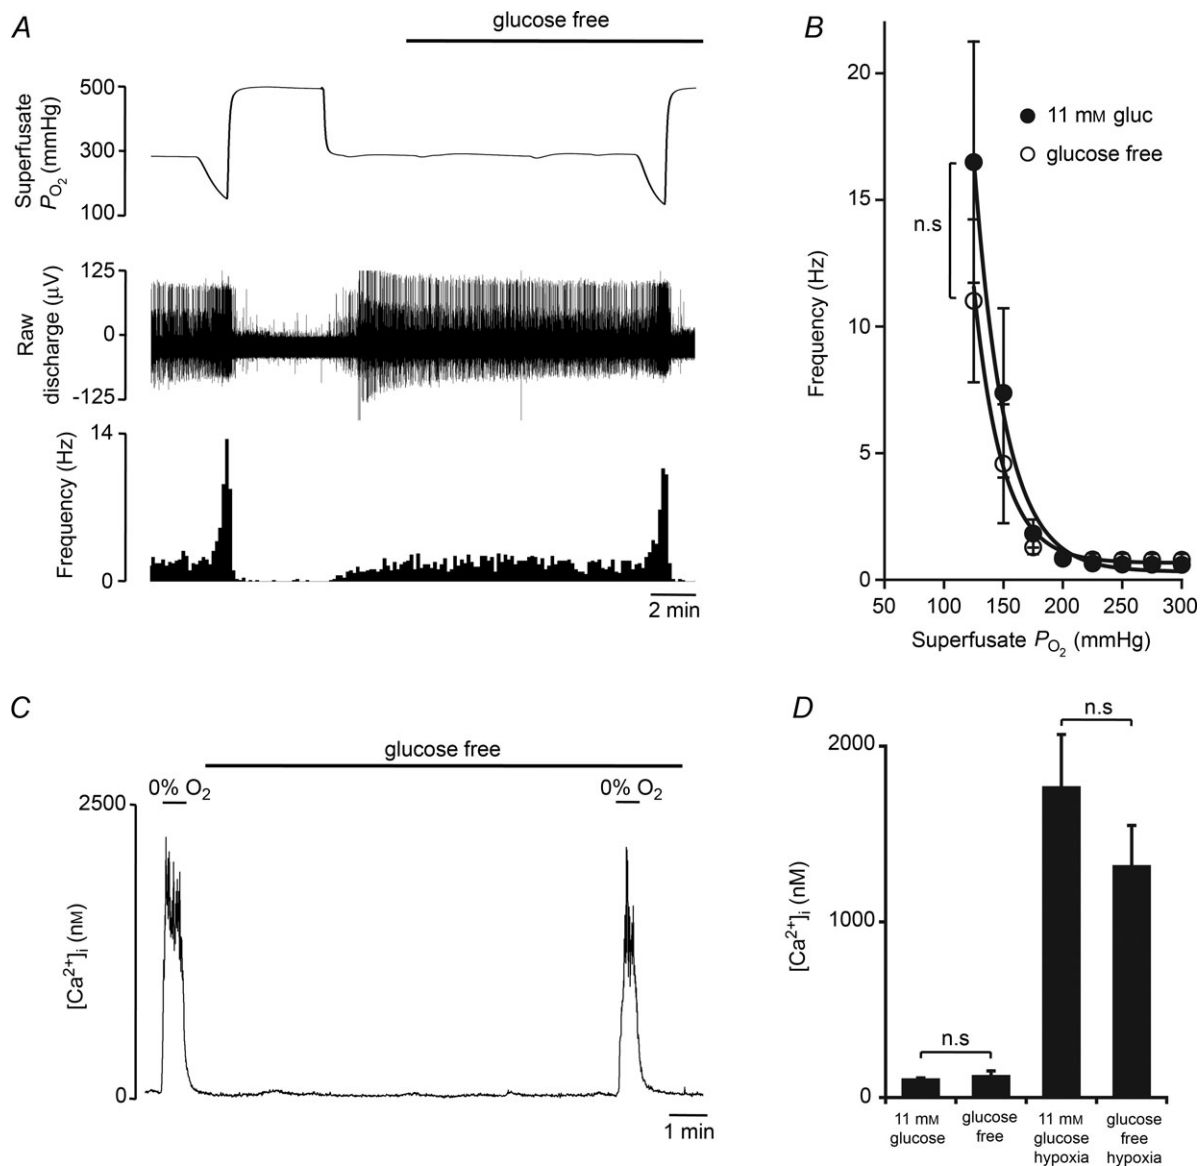 A
glucose free
Superfusate
PO2 (mmHg)
500
300
100
Raw
discharge (µV)
125
0
-125
Frequency (Hz)
14
0
2 min
B
Frequency (Hz)
20
15
10
5
0
n.s
11 mM gluc
glucose free
50 100 150 200 250 300
Superfusate PO2 (mmHg)
C
glucose free
0% O2 0% O2
[Ca2+]i (nM)
2500
0
1 min
D
[Ca2+]i (nM)
2000
1000
0
n.s
n.s
11 mM
glucose
glucose
free
11 mM
glucose
hypoxia
glucose
free
hypoxia